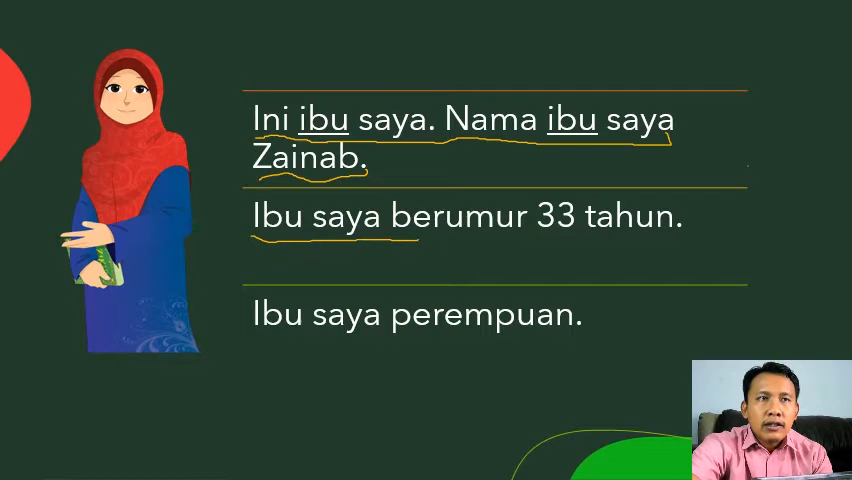 Ini ibu saya. Nama ibu saya
Zainab.
Ibu saya berumur 33 tahun.
Ibu saya perempuan.